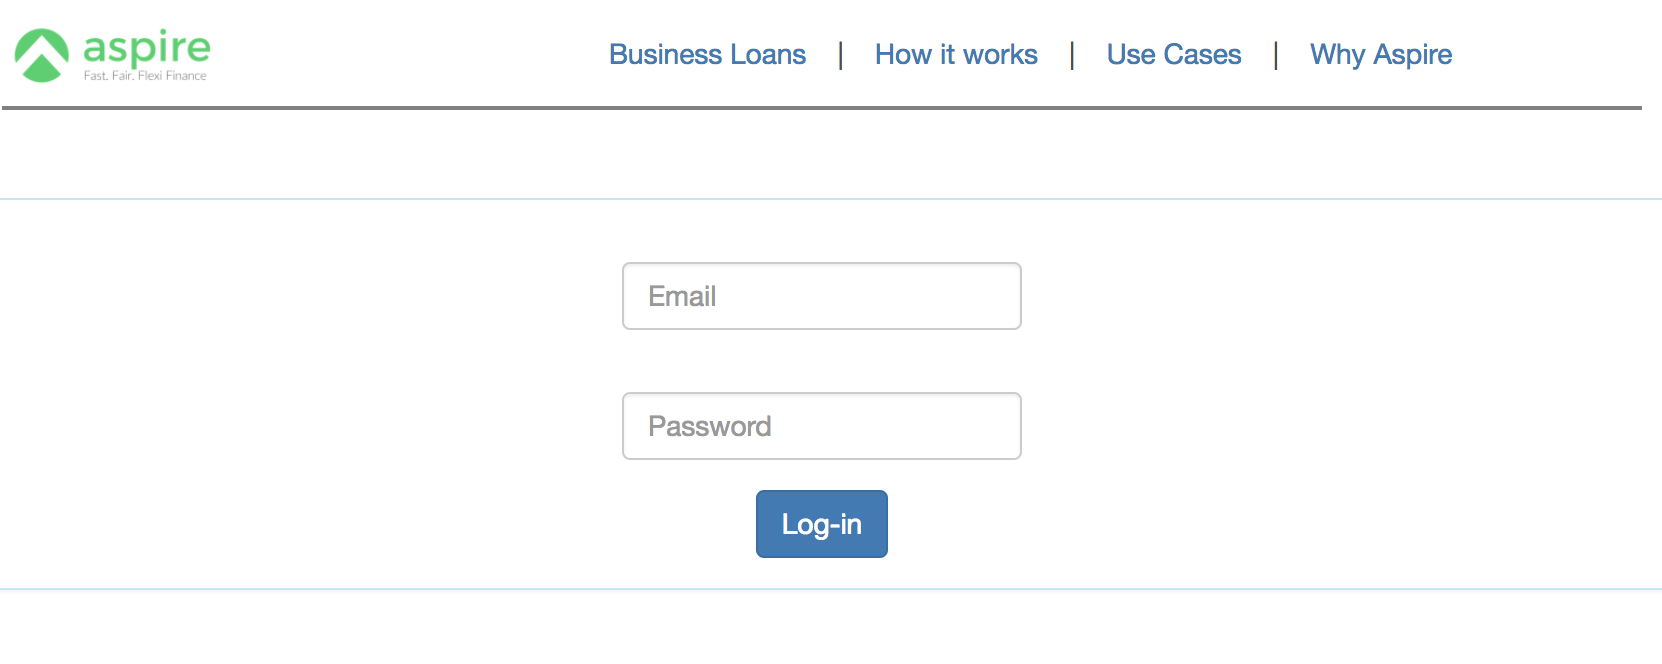 aspire
Fast. Fair. Flexi Finance
Business Loans | How it works | Use Cases | Why Aspire
Email
Password
Log-in